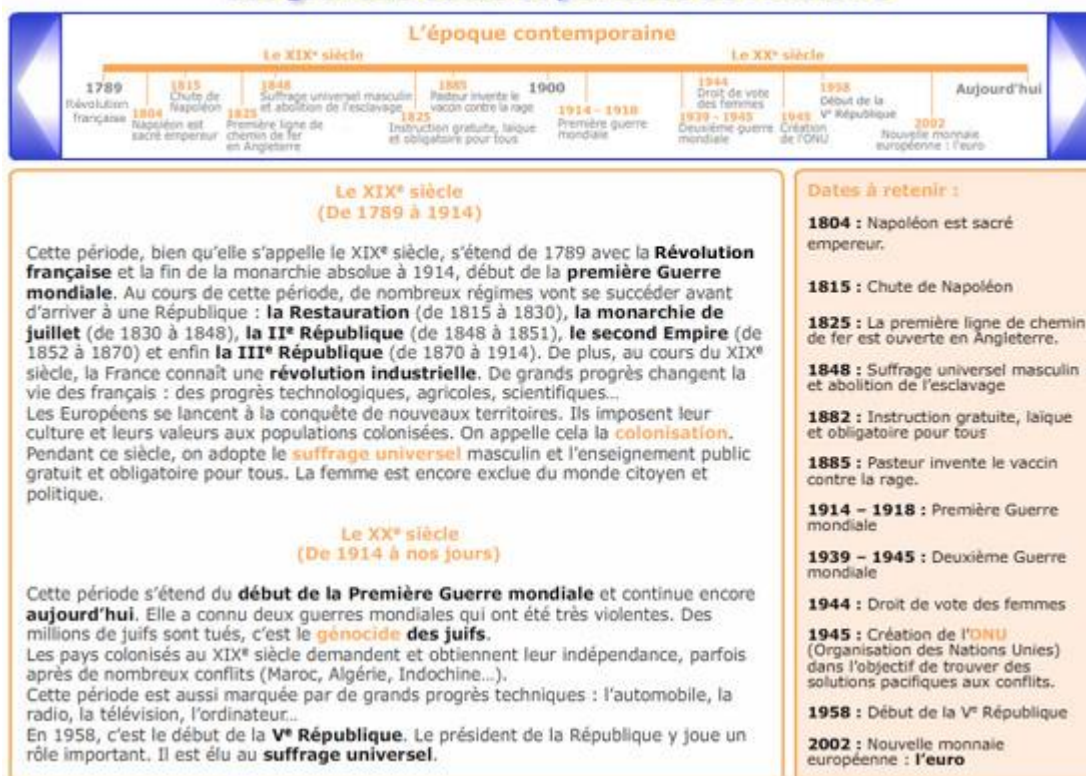 L'époque contemporaine
Le XIXe siècle
Le XXe siècle
1789
Révolution
française
1804
Napoléon est
sacré empereur
1815
Chute de
Napoléon
1825
Première ligne de
chemin de fer
en Angleterre
1848
Suffrage universel masculin
et abolition de l'esclavage
1825
Instruction gratuite, laïque
et obligatoire pour tous
1885
Pasteur invente le
vaccin contre la rage
1900
1914 - 1918
Première guerre
mondiale
1944
Droit de vote
des femmes
1939 - 1945
Deuxième guerre
mondiale
1945
Création
de l'ONU
1958
Début de la
Ve République
2002
Nouvelle monnaie
européenne : l'euro
Aujourd'hui
Le XIXe siècle
(De 1789 à 1914)
Cette période, bien qu'elle s'appelle le XIXe siècle, s'étend de 1789 avec la Révolution
française et la fin de la monarchie absolue à 1914, début de la première Guerre
mondiale. Au cours de cette période, de nombreux régimes vont se succéder avant
d'arriver à une République : la Restauration (de 1815 à 1830), la monarchie de
juillet (de 1830 à 1848), la IIe République (de 1848 à 1851), le second Empire (de
1852 à 1870) et enfin la IIIe République (de 1870 à 1914). De plus, au cours du XIXe
siècle, la France connaît une révolution industrielle. De grands progrès changent la
vie des français : des progrès technologiques, agricoles, scientifiques...
Les Européens se lancent à la conquête de nouveaux territoires. Ils imposent leur
culture et leurs valeurs aux populations colonisées. On appelle cela la colonisation.
Pendant ce siècle, on adopte le suffrage universel masculin et l'enseignement public
gratuit et obligatoire pour tous. La femme est encore exclue du monde citoyen et
politique.
Le XXe siècle
(De 1914 à nos jours)
Cette période s'étend du début de la Première Guerre mondiale et continue encore
aujourd'hui. Elle a connu deux guerres mondiales qui ont été très violentes. Des
millions de juifs sont tués, c'est le génocide des juifs.
Les pays colonisés au XIXe siècle demandent et obtiennent leur indépendance, parfois
après de nombreux conflits (Maroc, Algérie, Indochine...).
Cette période est aussi marquée par de grands progrès techniques : l'automobile, la
radio, la télévision, l'ordinateur...
En 1958, c'est le début de la Ve République. Le président de la République y joue un
rôle important. Il est élu au suffrage universel.
Dates à retenir :
1804 : Napoléon est sacré
empereur.
1815 : Chute de Napoléon
1825 : La première ligne de chemin
de fer est ouverte en Angleterre.
1848 : Suffrage universel masculin
et abolition de l'esclavage
1882 : Instruction gratuite, laïque
et obligatoire pour tous
1885 : Pasteur invente le vaccin
contre la rage.
1914 – 1918 : Première Guerre
mondiale
1939 – 1945 : Deuxième Guerre
mondiale
1944 : Droit de vote des femmes
1945 : Création de l'ONU
(Organisation des Nations Unies)
dans l'objectif de trouver des
solutions pacifiques aux conflits.
1958 : Début de la Ve République
2002 : Nouvelle monnaie
européenne : l'euro